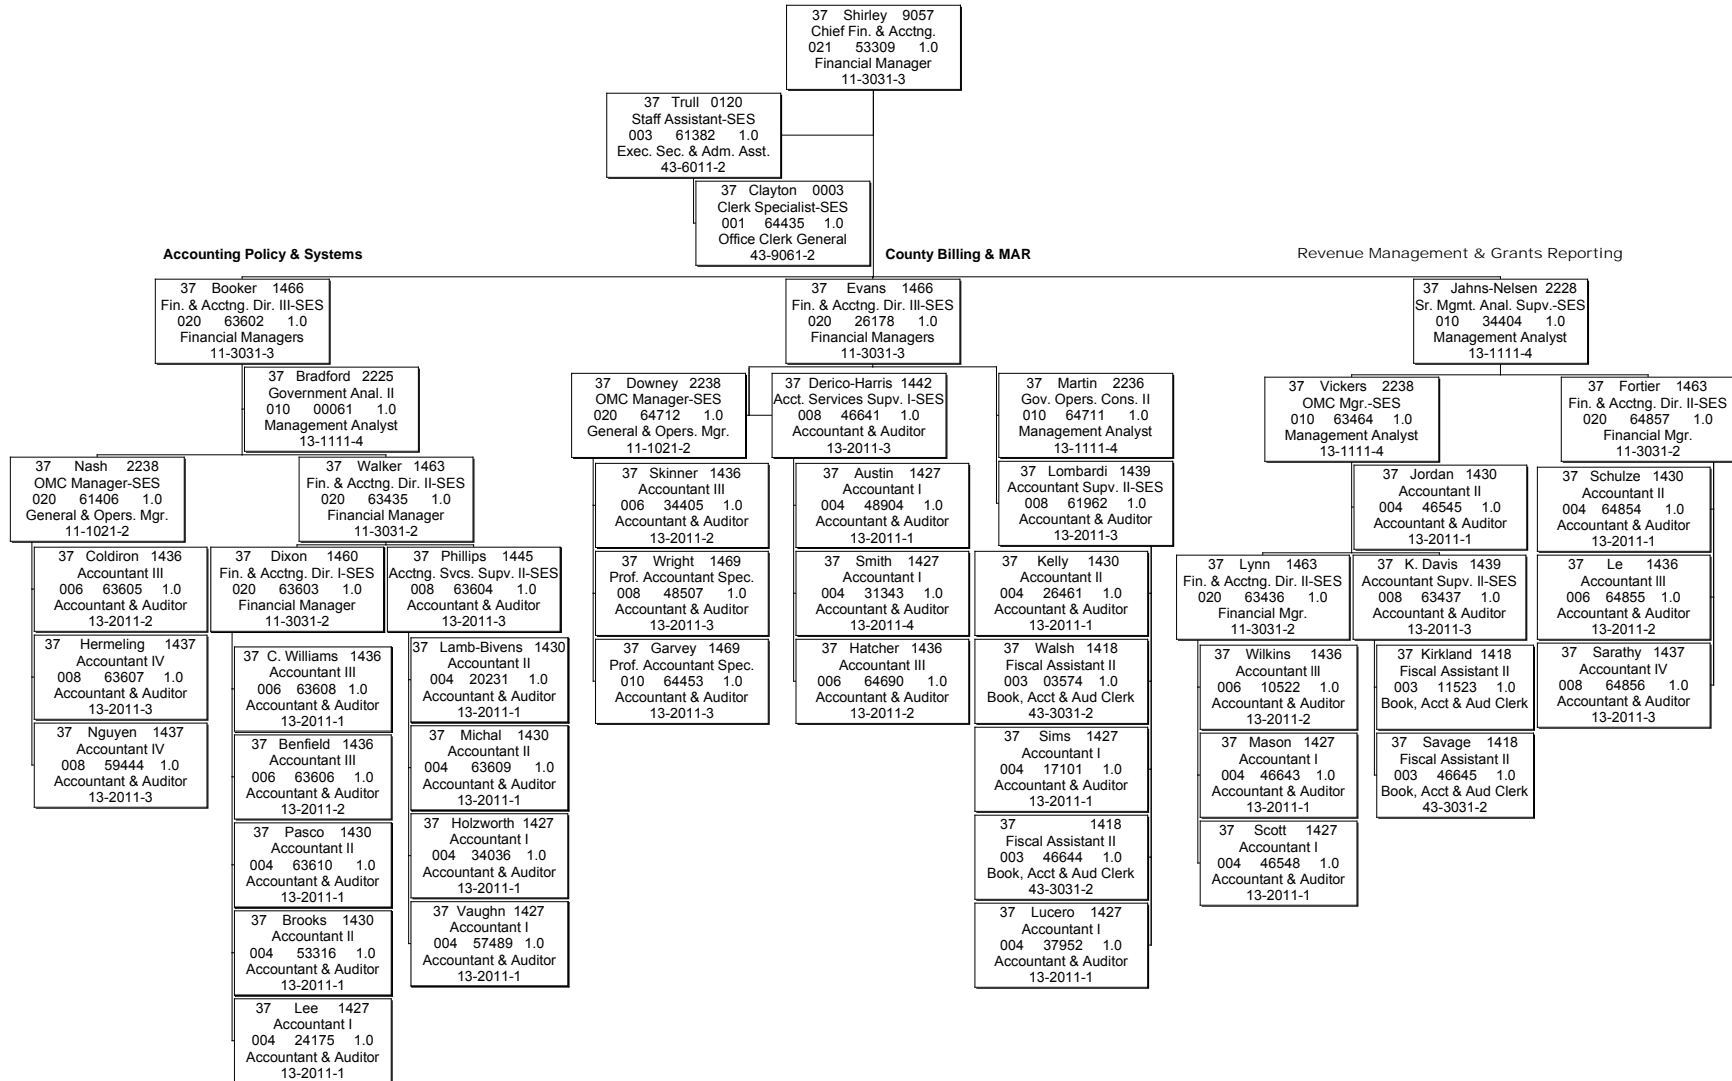 37 Shirley 9057
Chief Fin. & Acctng.
021 53309 1.0
Financial Manager
11-3031-3
37 Trull 0120
Staff Assistant-SES
003 61382 1.0
Exec. Sec. & Adm. Asst.
43-6011-2
37 Clayton 0003
Clerk Specialist-SES
001 64435 1.0
Office Clerk General
43-9061-2
Accounting Policy & Systems
County Billing & MAR
Revenue Management & Grants Reporting
37 Booker 1466
Fin. & Acctng. Dir. III-SES
020 63602 1.0
Financial Managers
11-3031-3
37 Bradford 2225
Government Anal. II
010 00061 1.0
Management Analyst
13-1111-4
37 Nash 2238
OMC Manager-SES
020 61406 1.0
General & Opers. Mgr.
11-1021-2
37 Coldiron 1436
Accountant III
006 63605 1.0
Accountant & Auditor
13-2011-2
37 Hermeling 1437
Accountant IV
008 63607 1.0
Accountant & Auditor
13-2011-3
37 Nguyen 1437
Accountant IV
008 59444 1.0
Accountant & Auditor
13-2011-3
37 Walker 1463
Fin. & Acctng. Dir. II-SES
020 63435 1.0
Financial Manager
11-3031-2
37 Dixon 1460
Fin. & Acctng. Dir. I-SES
020 63603 1.0
Financial Manager
11-3031-2
37 C. Williams 1436
Accountant III
006 63608 1.0
Accountant & Auditor
13-2011-1
37 Benfield 1436
Accountant III
006 63606 1.0
Accountant & Auditor
13-2011-2
37 Pasco 1430
Accountant II
004 63610 1.0
Accountant & Auditor
13-2011-1
37 Brooks 1430
Accountant II
004 53316 1.0
Accountant & Auditor
13-2011-1
37 Lee 1427
Accountant I
004 24175 1.0
Accountant & Auditor
13-2011-1
37 Phillips 1445
Acctng. Svcs. Supv. II-SES
008 63604 1.0
Accountant & Auditor
13-2011-3
37 Lamb-Bivens 1430
Accountant II
004 20231 1.0
Accountant & Auditor
13-2011-1
37 Michal 1430
Accountant II
004 63609 1.0
Accountant & Auditor
13-2011-1
37 Holzworth 1427
Accountant I
004 34036 1.0
Accountant & Auditor
13-2011-1
37 Vaughn 1427
Accountant I
004 57489 1.0
Accountant & Auditor
13-2011-1
37 Evans 1466
Fin. & Acctng. Dir. III-SES
020 26178 1.0
Financial Managers
11-3031-3
37 Downey 2238
OMC Manager-SES
020 64712 1.0
General & Opers. Mgr.
11-1021-2
37 Skinner 1436
Accountant III
006 34405 1.0
Accountant & Auditor
13-2011-2
37 Wright 1469
Prof. Accountant Spec.
008 48507 1.0
Accountant & Auditor
13-2011-3
37 Garvey 1469
Prof. Accountant Spec.
010 64453 1.0
Accountant & Auditor
13-2011-3
37 Derico-Harris 1442
Acct. Services Supv. I-SES
008 46641 1.0
Accountant & Auditor
13-2011-3
37 Austin 1427
Accountant I
004 48904 1.0
Accountant & Auditor
13-2011-1
37 Smith 1427
Accountant I
004 31343 1.0
Accountant & Auditor
13-2011-4
37 Hatcher 1436
Accountant III
006 64690 1.0
Accountant & Auditor
13-2011-2
37 Martin 2236
Gov. Opers. Cons. II
010 64711 1.0
Management Analyst
13-1111-4
37 Lombardi 1439
Accountant Supv. II-SES
008 61962 1.0
Accountant & Auditor
13-2011-3
37 Kelly 1430
Accountant II
004 26461 1.0
Accountant & Auditor
13-2011-1
37 Walsh 1418
Fiscal Assistant II
003 03574 1.0
Book, Acct & Aud Clerk
43-3031-2
37 Sims 1427
Accountant I
004 17101 1.0
Accountant & Auditor
13-2011-1
37 1418
Fiscal Assistant II
003 46644 1.0
Book, Acct & Aud Clerk
43-3031-2
37 Lucero 1427
Accountant I
004 37952 1.0
Accountant & Auditor
13-2011-1
37 Jahns-Nelsen 2228
Sr. Mgmt. Anal. Supv.-SES
010 34404 1.0
Management Analyst
13-1111-4
37 Vickers 2238
OMC Mgr.-SES
010 63464 1.0
Management Analyst
13-1111-4
37 Jordan 1430
Accountant II
004 46545 1.0
Accountant & Auditor
13-2011-1
37 Lynn 1463
Fin. & Acctng. Dir. II-SES
020 63436 1.0
Financial Mgr.
11-3031-2
37 Wilkins 1436
Accountant III
006 10522 1.0
Accountant & Auditor
13-2011-2
37 Mason 1427
Accountant I
004 46643 1.0
Accountant & Auditor
13-2011-1
37 Scott 1427
Accountant I
004 46548 1.0
Accountant & Auditor
13-2011-1
37 K. Davis 1439
Accountant Supv. II-SES
008 63437 1.0
Accountant & Auditor
13-2011-3
37 Kirkland 1418
Fiscal Assistant II
003 11523 1.0
Book, Acct & Aud Clerk
37 Savage 1418
Fiscal Assistant II
003 46645 1.0
Book, Acct & Aud Clerk
43-3031-2
37 Fortier 1463
Fin. & Acctng. Dir. II-SES
020 64857 1.0
Financial Mgr.
11-3031-2
37 Schulze 1430
Accountant II
004 64854 1.0
Accountant & Auditor
13-2011-1
37 Le 1436
Accountant III
006 64855 1.0
Accountant & Auditor
13-2011-2
37 Sarathy 1437
Accountant IV
008 64856 1.0
Accountant & Auditor
13-2011-3